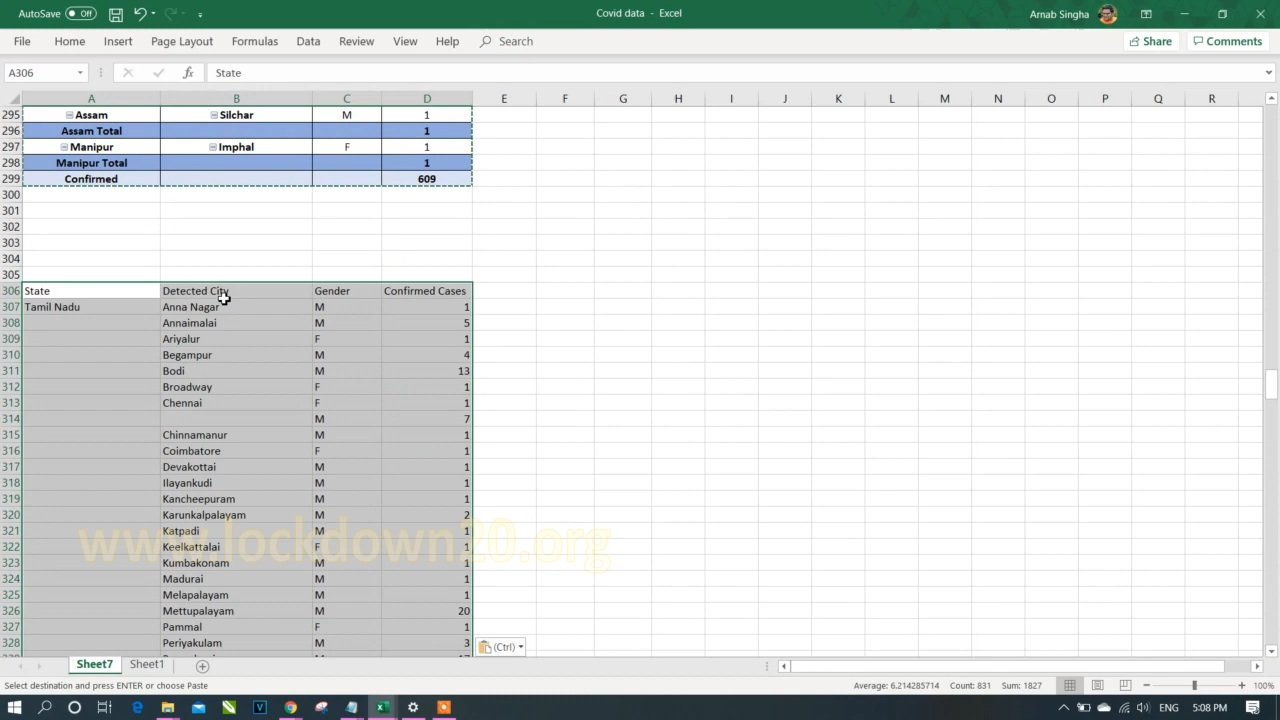 AutoSave Off Covid data - Excel Arnab Singha
File Home Insert Page Layout Formulas Data Review View Help Search Share Comments
A306 fx State
A B C D E F G H I J K L M N O P Q R
295 Assam Silchar M 1
296 Assam Total 1
297 Manipur Imphal F 1
298 Manipur Total 1
299 Confirmed 609
300
301
302
303
304
305
306 State Detected City Gender Confirmed Cases
307 Tamil Nadu Anna Nagar M 1
308 Annaimalai M 5
309 Ariyalur F 1
310 Begampur M 4
311 Bodi M 13
312 Broadway F 1
313 Chennai F 1
314 M 7
315 Chinnamanur M 1
316 Coimbatore F 1
317 Devakottai M 1
318 Ilayankudi M 1
319 Kancheepuram M 1
320 Karunkalpalayam M 2
321 Katpadi M 1
322 Keelkattalai F 1
323 Kumbakonam M 1
324 Madurai M 1
325 Melapalayam M 1
326 Mettupalayam M 20
327 Pammal F 1
328 Periyakulam M 3
www.lockdown20.org
(Ctrl)
Sheet7 Sheet1
Select destination and press ENTER or choose Paste Average: 6.214285714 Count: 831 Sum: 1827 100%
ENG 5:08 PM